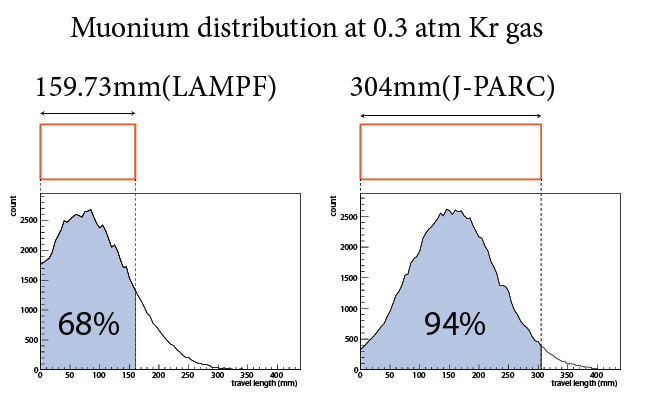 Muonium distribution at 0.3 atm Kr gas
159.73mm(LAMPF)
304mm(J-PARC)
count
2500
2000
1500
1000
500
0
68%
0 50 100 150 200 250 300 350 400
travel length (mm)
count
2500
2000
1500
1000
500
0
94%
0 50 100 150 200 250 300 350 400
travel length (mm)